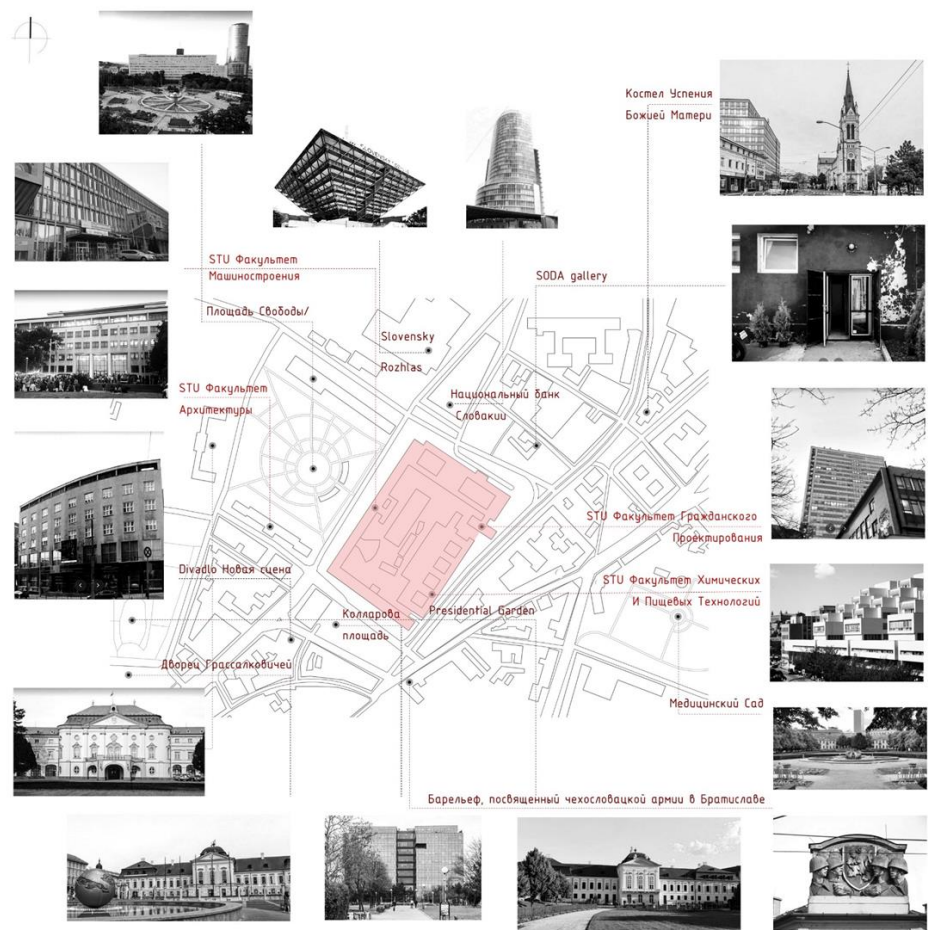 Костел Успения
Божией Матери
STU Факультет
Машиностроения
SODA gallery
Площадь Свободы/
Slovensky
Rozhlas
STU Факультет
Архитектуры
Национальный банк
Словакии
STU Факультет Гражданского
Проектирования
Divadlo Новая сцена
STU Факультет Химических
И Пищевых Технологий
Колларова
площадь
Presidential Garden
Дворец Грассалковичей
Медицинский Сад
Барельеф, посвященный чехословацкой армии в Братиславе